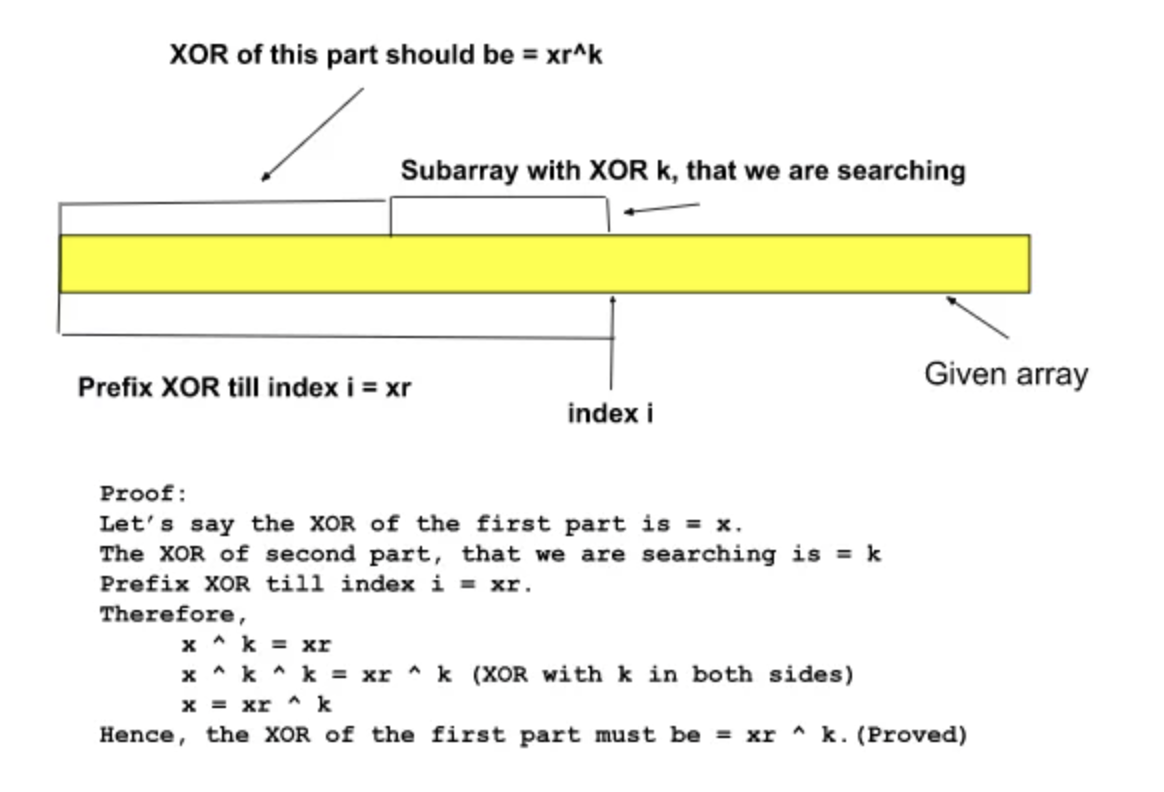 XOR of this part should be = xr^k
Subarray with XOR k, that we are searching
Given array
Prefix XOR till index i = xr
index i
Proof:
Let's say the XOR of the first part is = x.
The XOR of second part, that we are searching is = k
Prefix XOR till index i = xr.
Therefore,
x ^ k = xr
x ^ k ^ k = xr ^ k (XOR with k in both sides)
x = xr ^ k
Hence, the XOR of the first part must be = xr ^ k.(Proved)